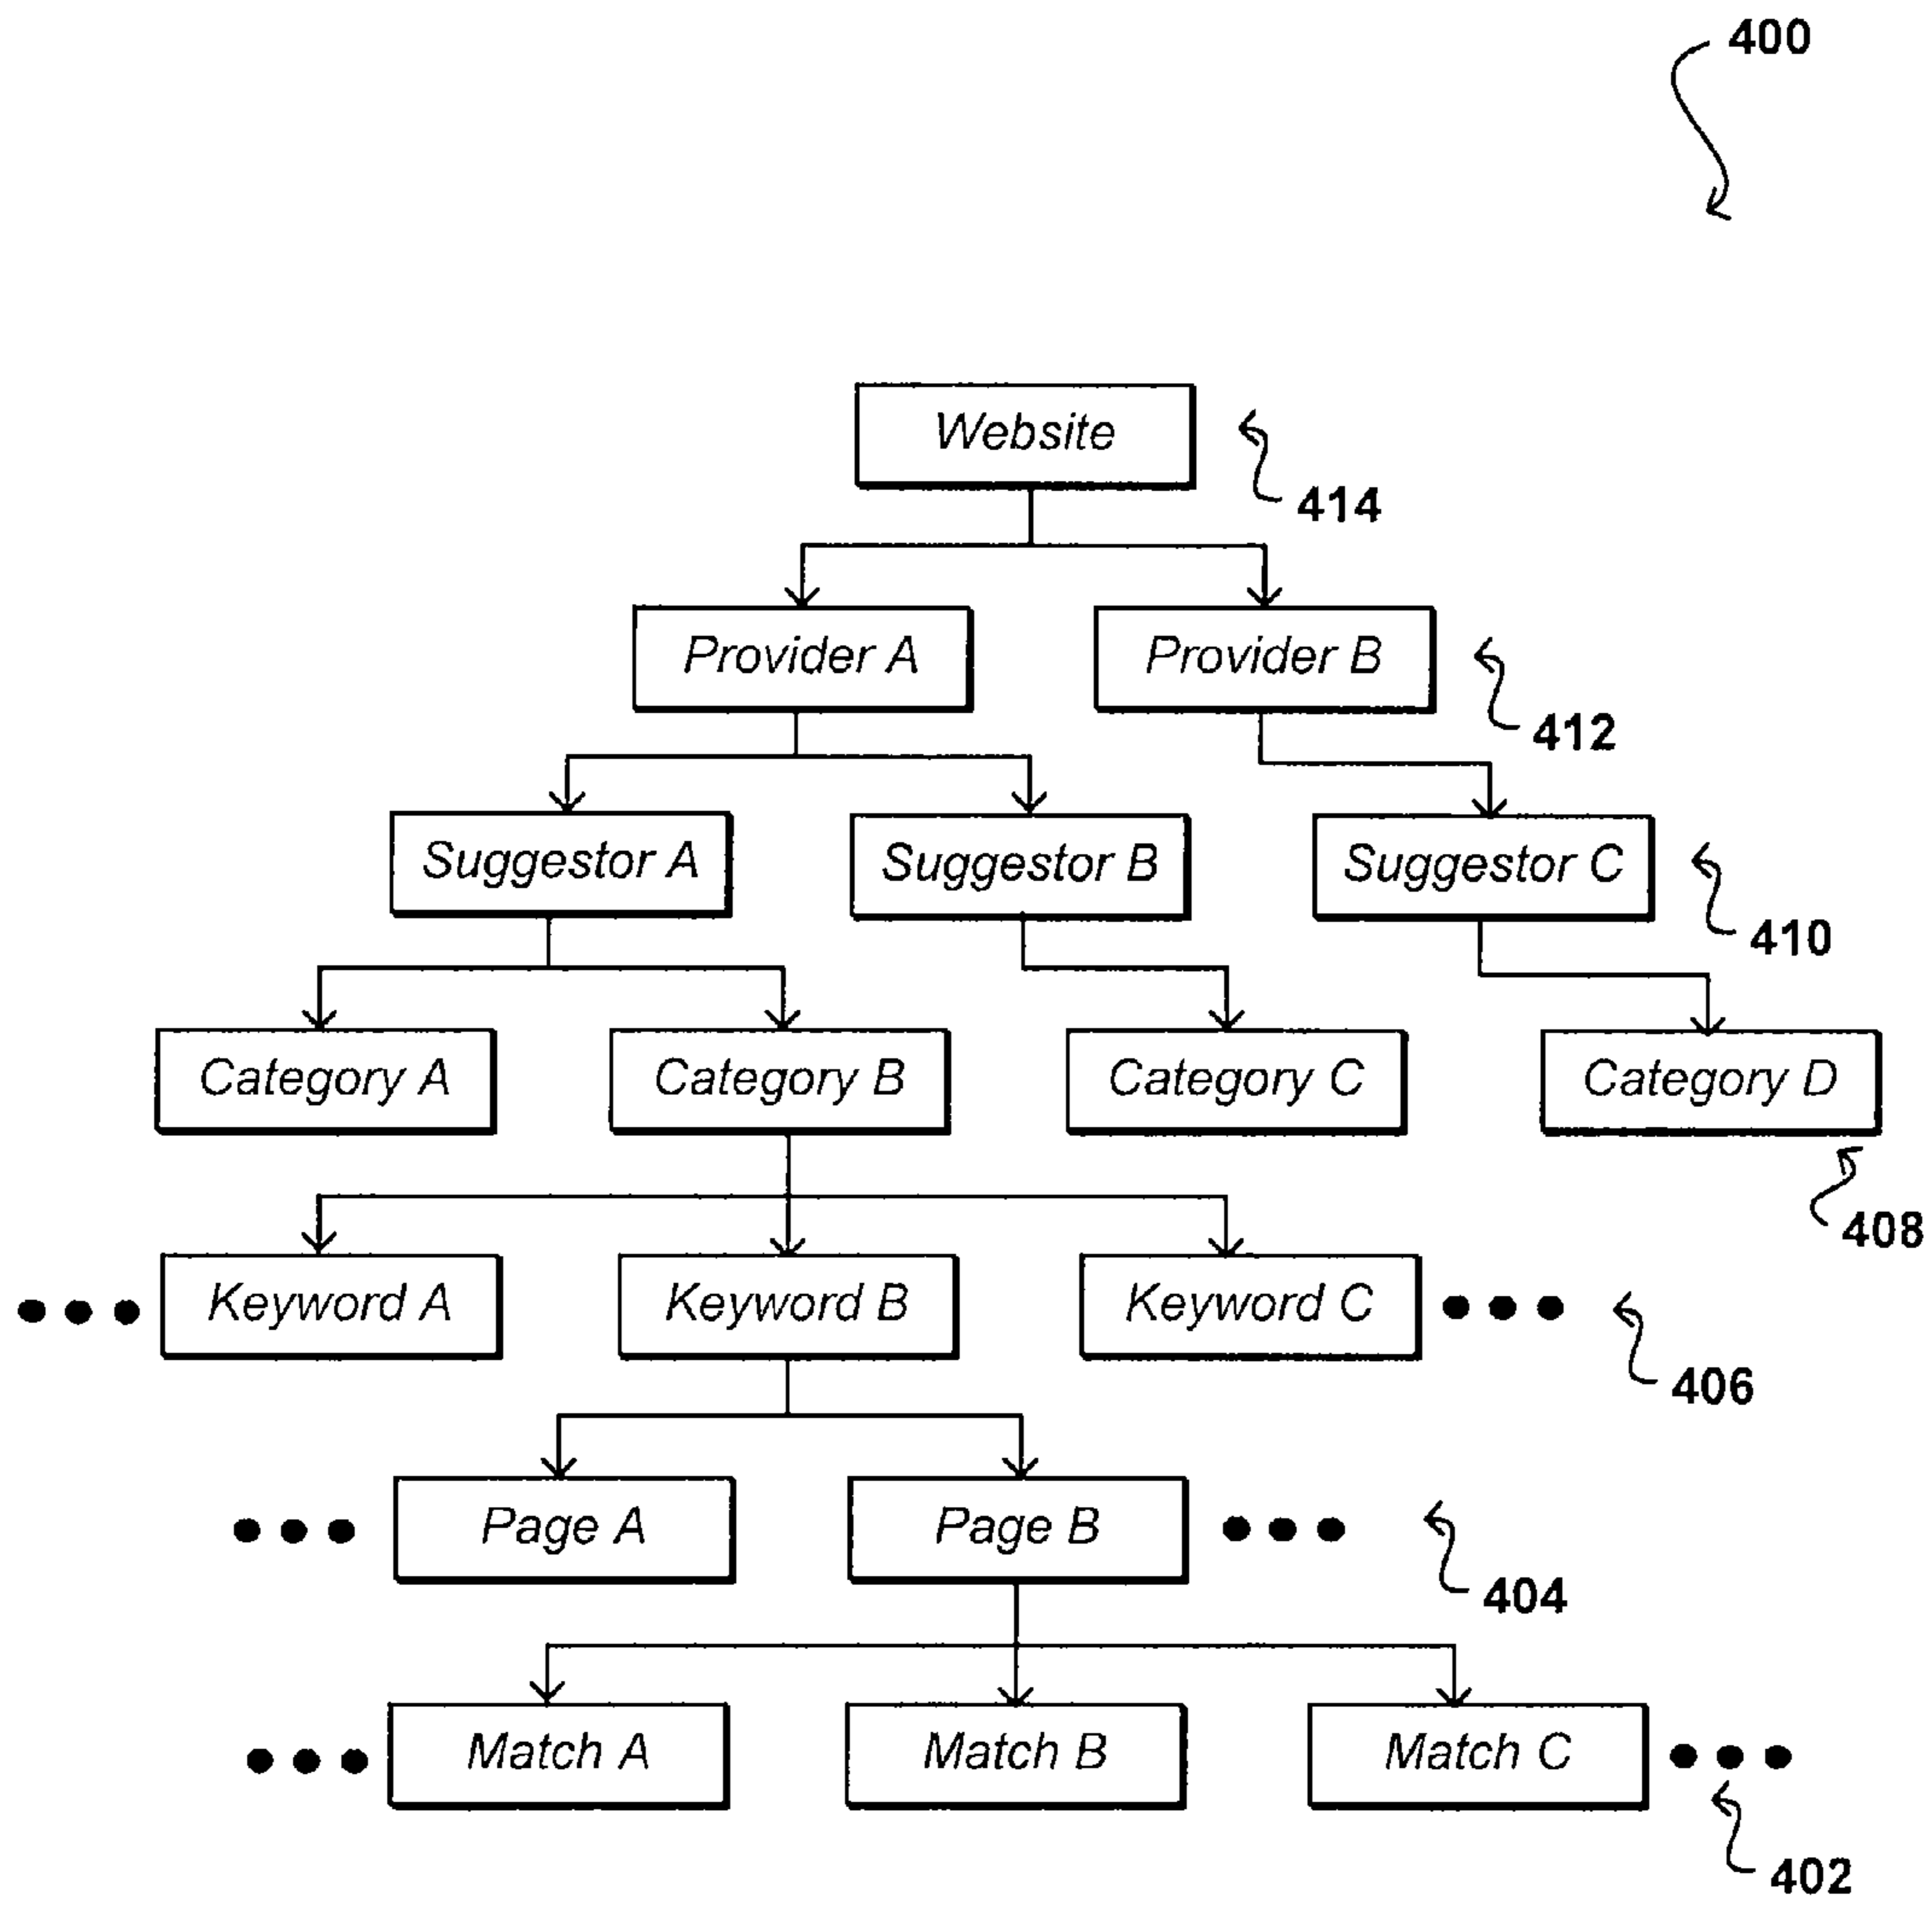 400
Website
414
Provider A
Provider B
412
Suggestor A
Suggestor B
Suggestor C
410
Category A
Category B
Category C
Category D
408
Keyword A
Keyword B
Keyword C
406
Page A
Page B
404
Match A
Match B
Match C
402